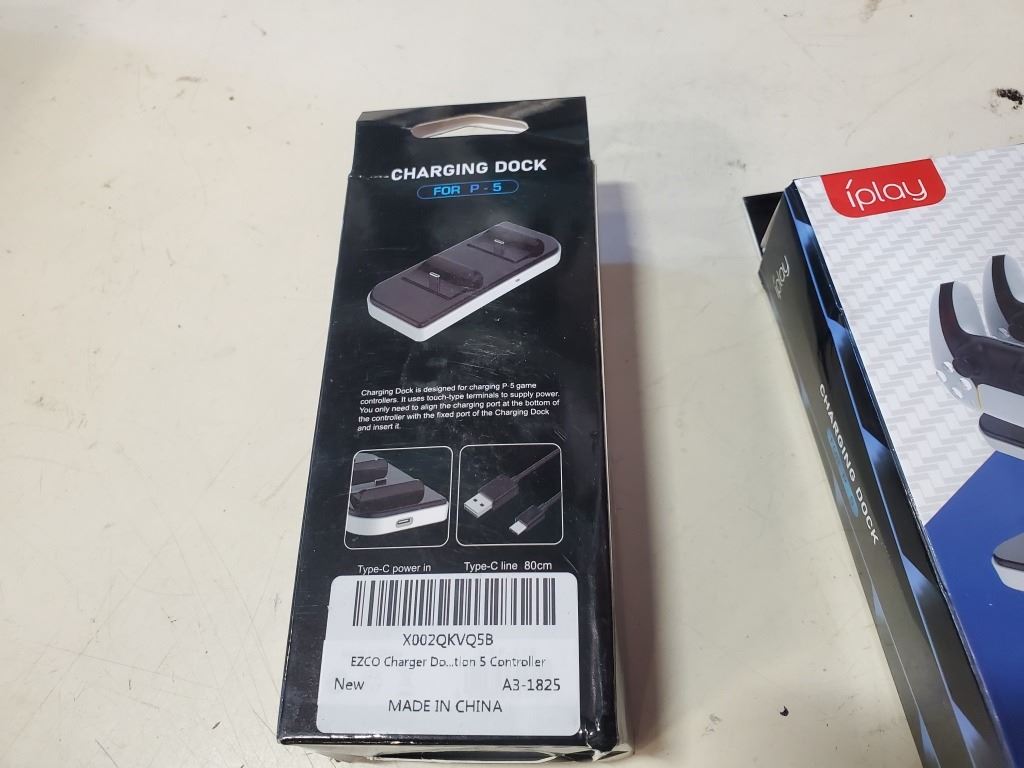 CHARGING DOCK
FOR P-5
Charging Dock is designed for charging P-5 game
controllers. It uses touch-type terminals to supply power.
You only need to align the charging port at the bottom of
the controller with the fixed port of the Charging Dock
and insert it.
Type-C power in
Type-C line 80cm
X002QKVQ5B
EZCO Charger Do...tion 5 Controller
New
A3-1825
MADE IN CHINA
iplay
iplay
CHARGING DOCK